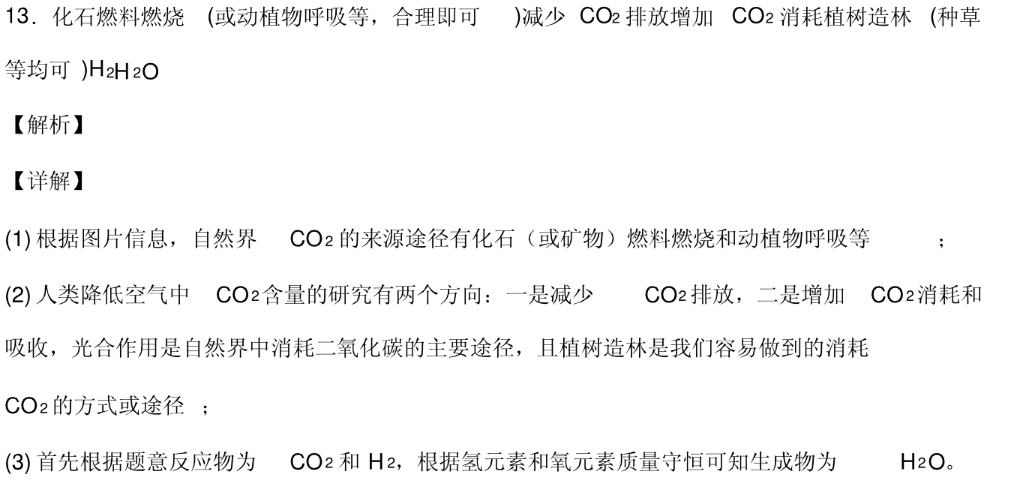 13．化石燃料燃烧 (或动植物呼吸等，合理即可 )减少 CO2 排放增加 CO2 消耗植树造林 (种草
等均可 )H2H2O
【解析】
【详解】
(1) 根据图片信息，自然界 CO2 的来源途径有化石（或矿物）燃料燃烧和动植物呼吸等 ；
(2) 人类降低空气中 CO2含量的研究有两个方向：一是减少 CO2 排放，二是增加 CO2消耗和
吸收，光合作用是自然界中消耗二氧化碳的主要途径，且植树造林是我们容易做到的消耗
CO2 的方式或途径 ；
(3) 首先根据题意反应物为 CO2 和 H2，根据氢元素和氧元素质量守恒可知生成物为 H2O。